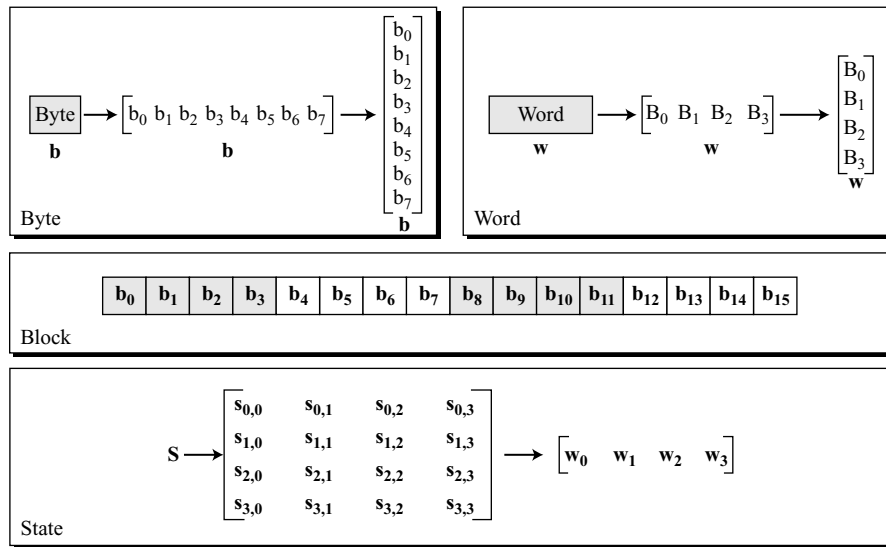 Byte b
b0 b1 b2 b3 b4 b5 b6 b7
b
b0
b1
b2
b3
b4
b5
b6
b7
b
Byte
Word
w
B0 B1 B2 B3
w
B0
B1
B2
B3
w
Word
b0 b1 b2 b3 b4 b5 b6 b7 b8 b9 b10 b11 b12 b13 b14 b15
Block
S
s0,0 s0,1 s0,2 s0,3
s1,0 s1,1 s1,2 s1,3
s2,0 s2,1 s2,2 s2,3
s3,0 s3,1 s3,2 s3,3
w0 w1 w2 w3
State